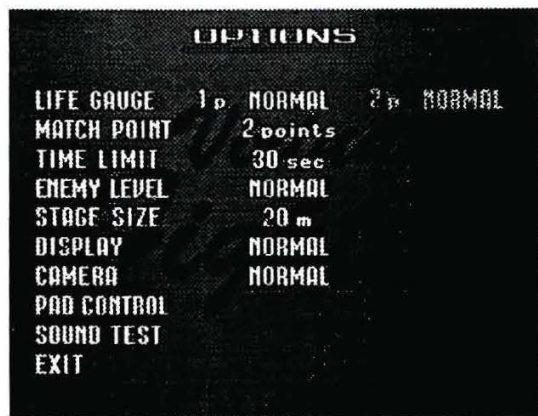 OPTIONS
LIFE GAUGE 1p NORMAL 2p NORMAL
MATCH POINT 2 points
TIME LIMIT 30 sec
ENEMY LEVEL NORMAL
STAGE SIZE 20 m
DISPLAY NORMAL
CAMERA NORMAL
PAD CONTROL
SOUND TEST
EXIT